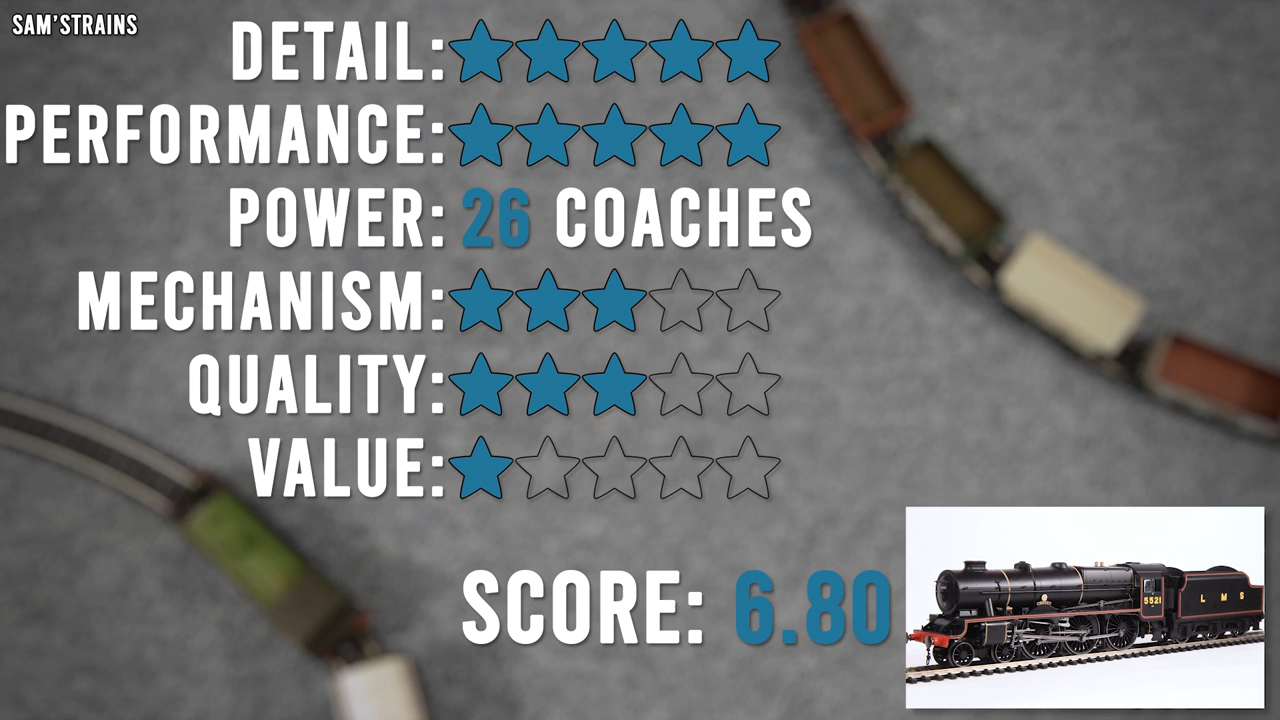 SAM'STRAINS
DETAIL:
PERFORMANCE:
POWER: 26 COACHES
MECHANISM:
QUALITY:
VALUE:
SCORE: 6.80
5521
L M S